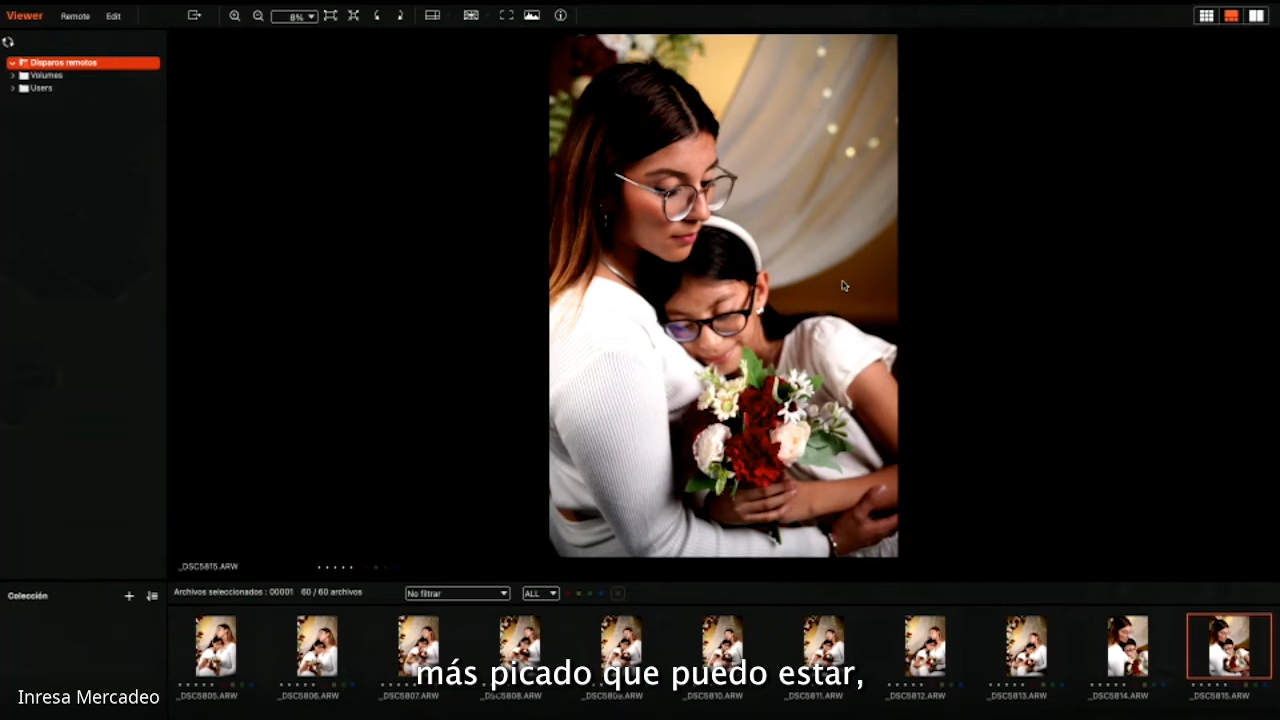 Viewer Remote Edit 8%
Disparos remotos
Volumes
Users
_DSC5815.ARW
Colección
Archivos seleccionados : 00001 60 / 60 archivos No filtrar ALL
_DSC5805.ARW _DSC5806.ARW _DSC5807.ARW _DSC5808.ARW _DSC5809.ARW _DSC5810.ARW _DSC5811.ARW _DSC5812.ARW _DSC5813.ARW _DSC5814.ARW _DSC5815.ARW
más picado que puedo estar,
Inresa Mercadeo